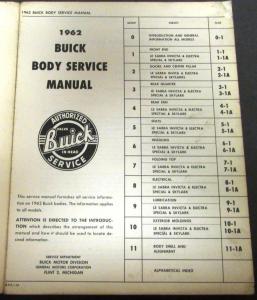 1962 BUICK BODY SERVICE MANUAL
1962
BUICK
BODY SERVICE
MANUAL
AUTHORIZED
VALVE
Buick
IN HEAD
SERVICE
This service manual furnishes all service information
on 1962 Buick bodies. The information applies
to all models.
ATTENTION IS DIRECTED TO THE INTRODUCTION
which describes the arrangement of this
manual and how it should be used to locate desired
information.
SERVICE DEPARTMENT
BUICK MOTOR DIVISION
GENERAL MOTORS CORPORATION
FLINT 2, MICHIGAN
GROUP INDEX PAGE
0 INTRODUCTION AND GENERAL INFORMATION ALL MODELS 0-1
1 FRONT END
LE SABRE INVICTA & ELECTRA 1-1
SPECIAL & SKYLARK 1-1A
2 DOORS AND CENTER PILLAR
LE SABRE INVICTA & ELECTRA 2-1
SPECIAL & SKYLARK 2-1A
3 REAR QUARTER
LE SABRE INVICTA & ELECTRA 3-1
SPECIAL & SKYLARK 3-1A
4 REAR END
LE SABRE INVICTA & ELECTRA 4-1
SPECIAL & SKYLARK 4-1A
5 SEATS
LE SABRE INVICTA & ELECTRA 5-1
SPECIAL & SKYLARK 5-1A
6 HEADLINING
LE SABRE INVICTA & ELECTRA 6-1
SPECIAL & SKYLARK 6-1A
7 FOLDING TOP
LE SABRE INVICTA & ELECTRA 7-1
SPECIAL & SKYLARK 7-1A
8 ELECTRICAL
LE SABRE INVICTA & ELECTRA 8-1
SPECIAL & SKYLARK 8-1A
9 LUBRICATION
LE SABRE INVICTA & ELECTRA 9-1
SPECIAL & SKYLARK 9-1A
10 EXTERIOR MOLDINGS
LE SABRE INVICTA & ELECTRA 10-1
SPECIAL & SKYLARK 10-1A
11 BODY SHELL AND ALIGNMENT 11-1A
ALPHABETICAL INDEX